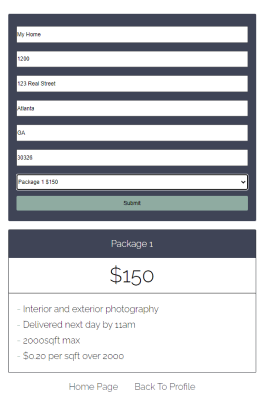 My Home
1200
123 Real Street
Atlanta
GA
30326
Package 1 $150
Submit
Package 1
$150
- Interior and exterior photography
- Delivered next day by 11am
- 2000sqft max
- $0.20 per sqft over 2000
Home Page Back To Profile